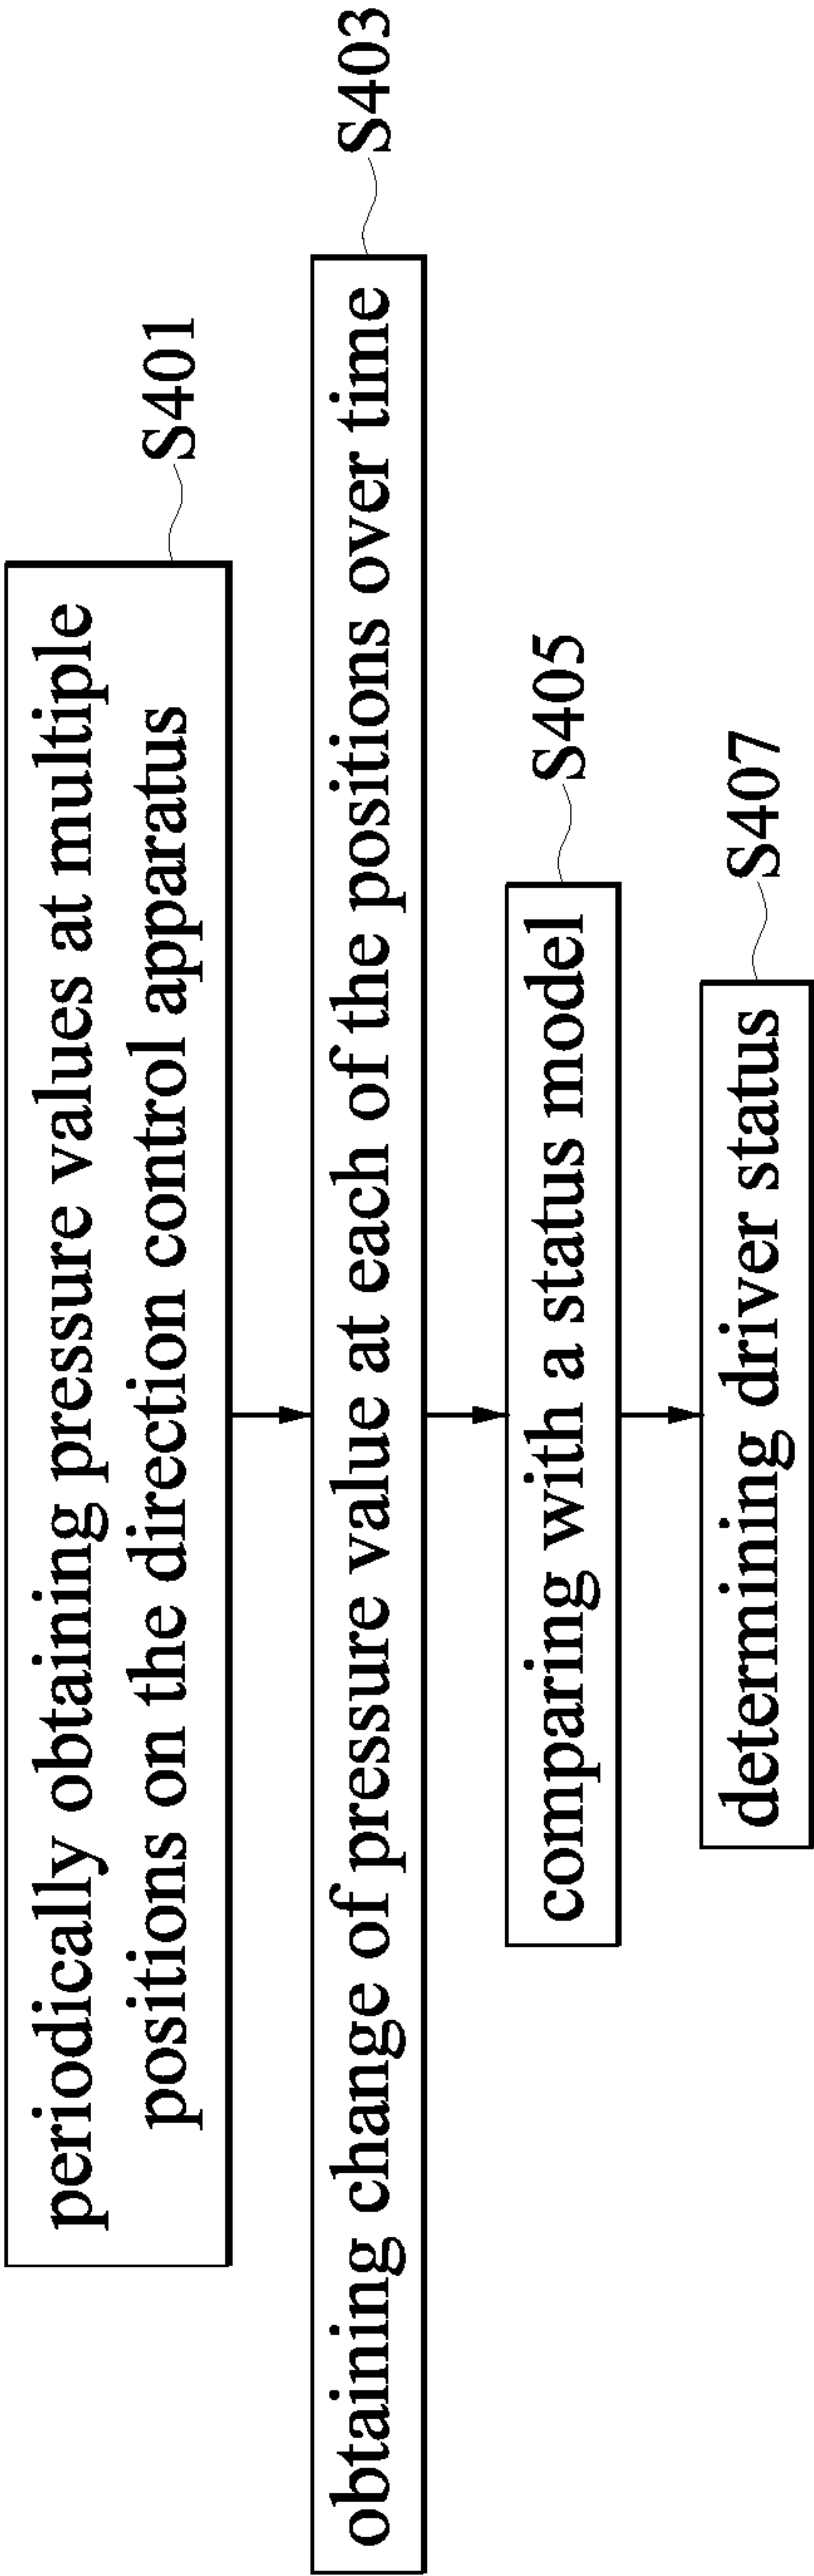 periodically obtaining pressure values at multiple
positions on the direction control apparatus
S401
obtaining change of pressure value at each of the positions over time
S403
comparing with a status model
S405
determining driver status
S407